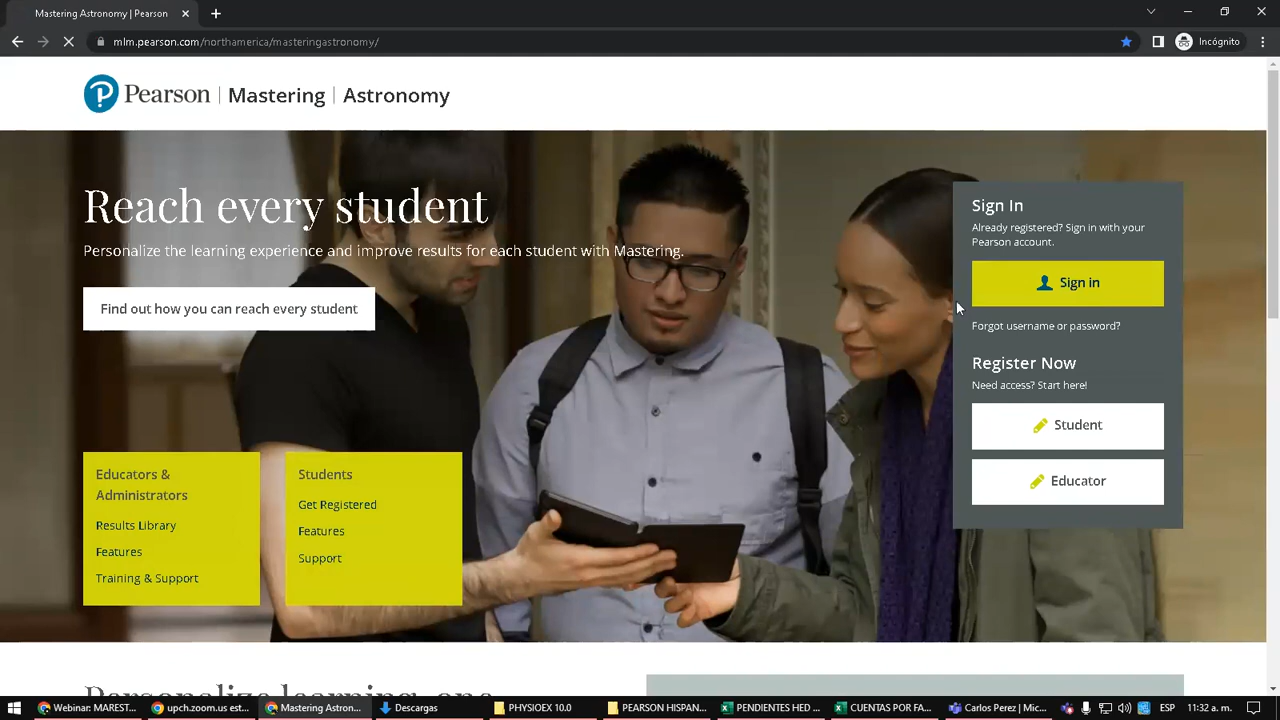 Mastering Astronomy | Pearson
mlm.pearson.com/northamerica/masteringastronomy/
Incógnito
Pearson | Mastering | Astronomy
Reach every student
Personalize the learning experience and improve results for each student with Mastering.
Find out how you can reach every student
Sign In
Already registered? Sign in with your
Pearson account.
Sign in
Forgot username or password?
Register Now
Need access? Start here!
Student
Educator
Educators &
Administrators
Results Library
Features
Training & Support
Students
Get Registered
Features
Support
Personalize learning, one
Webinar: MAREST...
upch.zoom.us est...
Mastering Astron...
Descargas
PHYSIOEX 10.0
PEARSON HISPAN...
PENDIENTES HED ...
CUENTAS POR FA...
Carlos Perez | Mic...
ESP
11:32 a. m.